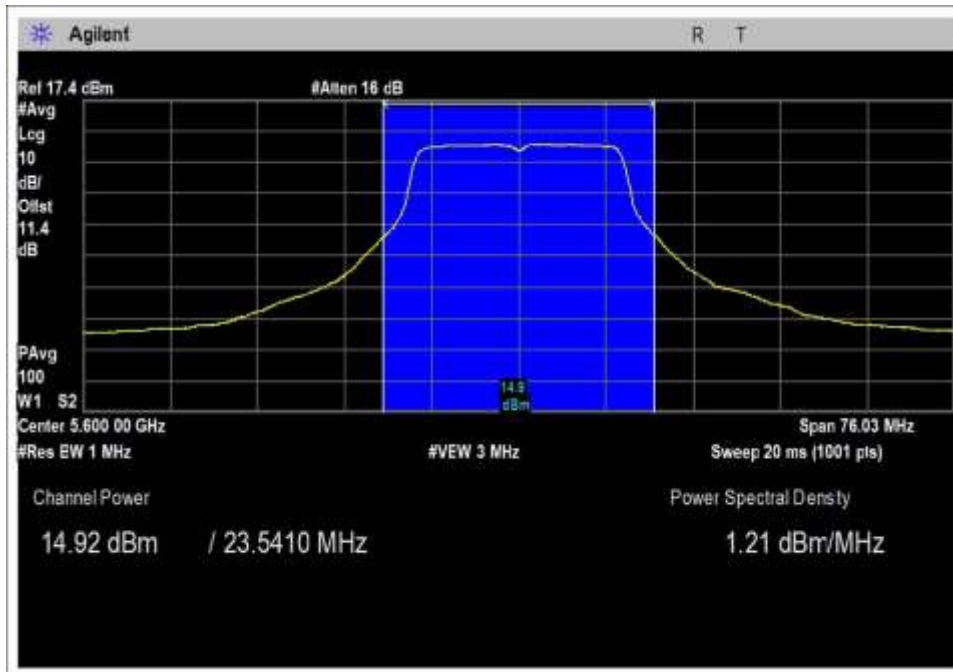 Agilent R T
Ref 17.4 dBm #Atten 16 dB
#Avg
Log
10
dB/
Offst
11.4
dB
PAvg
100
W1 S2
14.9
dBm
Center 5.600 00 GHz Span 76.03 MHz
#Res BW 1 MHz #VBW 3 MHz Sweep 20 ms (1001 pts)
Channel Power Power Spectral Density
14.92 dBm / 23.5410 MHz 1.21 dBm/MHz